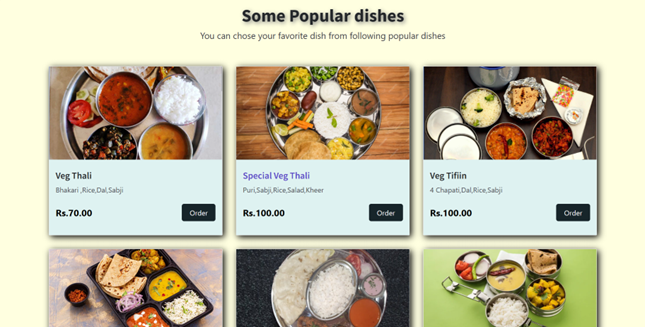 Some Popular dishes
You can chose your favorite dish from following popular dishes
Veg Thali
Bhakari ,Rice,Dal,Sabji
Rs.70.00
Order
Special Veg Thali
Puri,Sabji,Rice,Salad,Kheer
Rs.100.00
Order
Veg Tifiin
4 Chapati,Dal,Rice,Sabji
Rs.100.00
Order